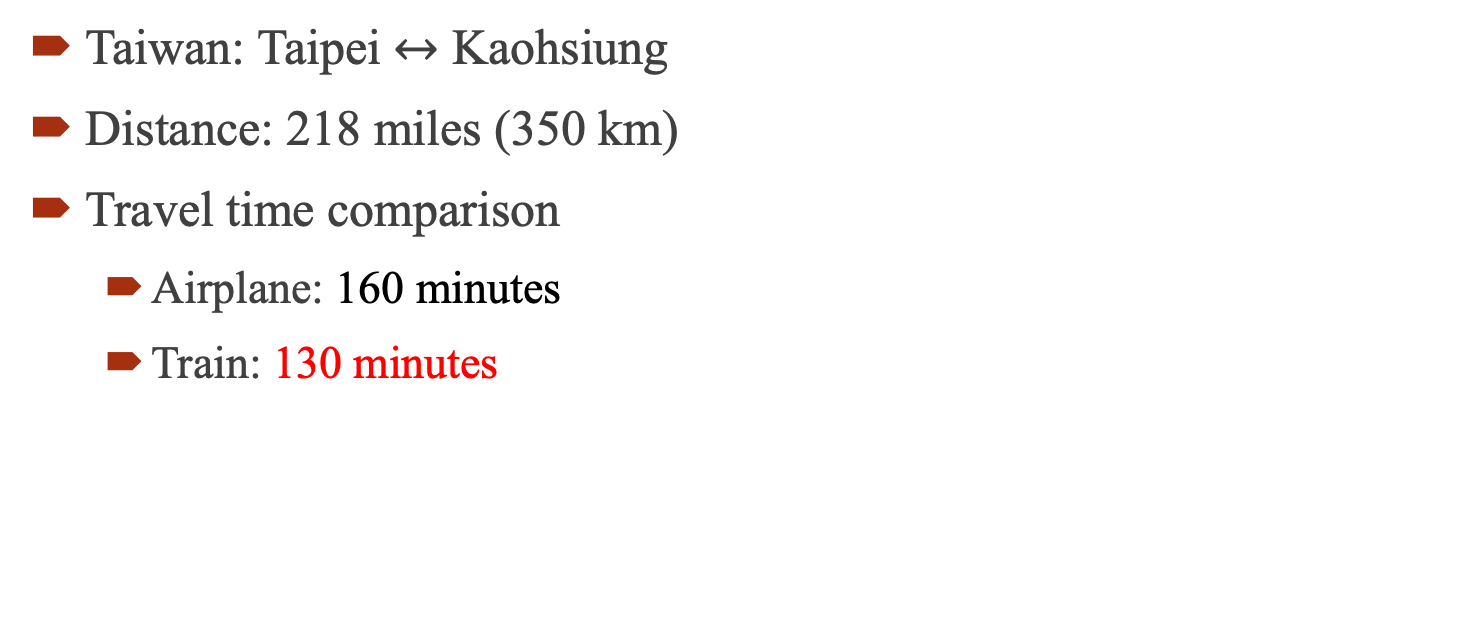 Taiwan: Taipei ↔ Kaohsiung
Distance: 218 miles (350 km)
Travel time comparison
Airplane: 160 minutes
Train: 130 minutes